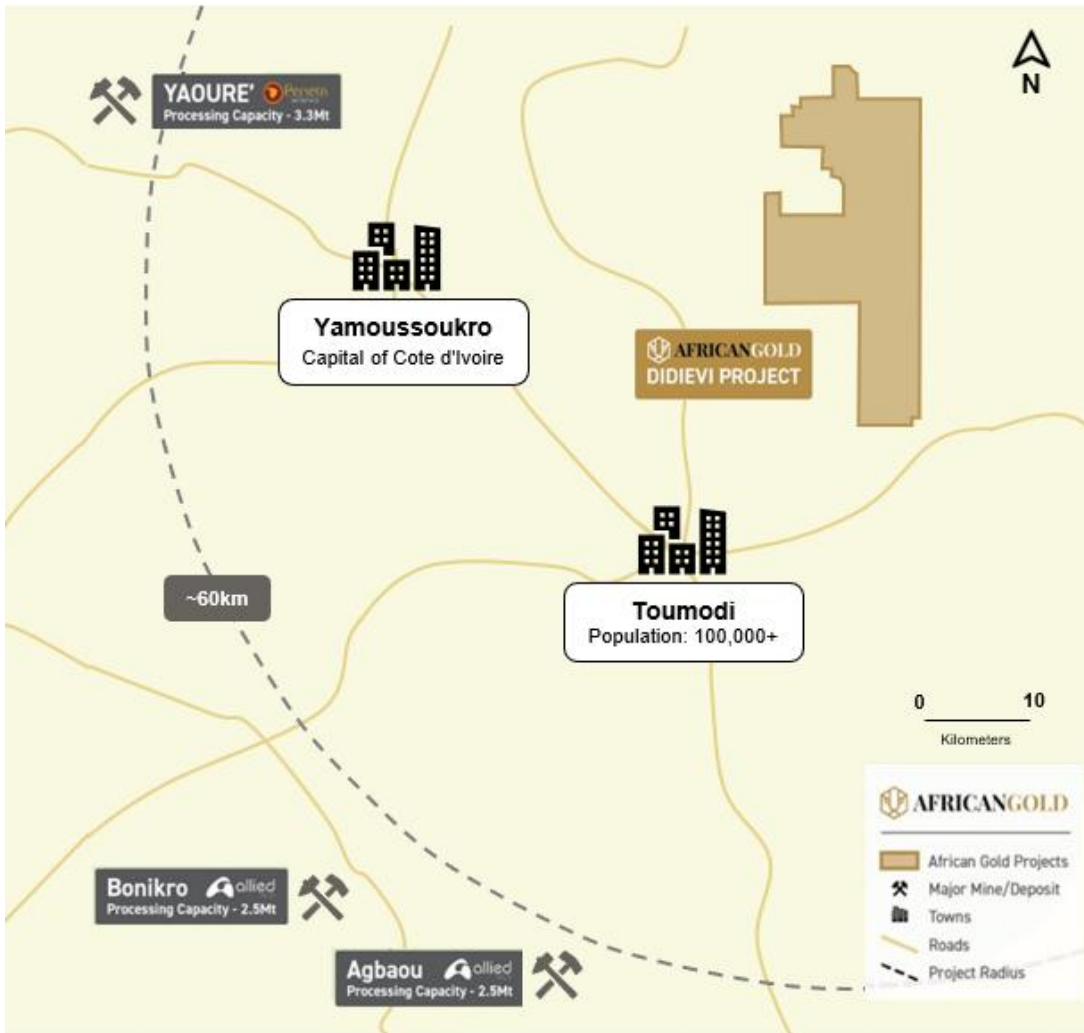 N
YAOURE' Perseus
Processing Capacity - 3.3Mt
Yamoussoukro
Capital of Cote d'Ivoire
AFRICANGOLD
DIDIEVI PROJECT
~60km
Toumodi
Population: 100,000+
0 10
Kilometers
Bonikro allied
Processing Capacity - 2.5Mt
Agbaou allied
Processing Capacity - 2.5Mt
AFRICANGOLD
African Gold Projects
Major Mine/Deposit
Towns
Roads
Project Radius